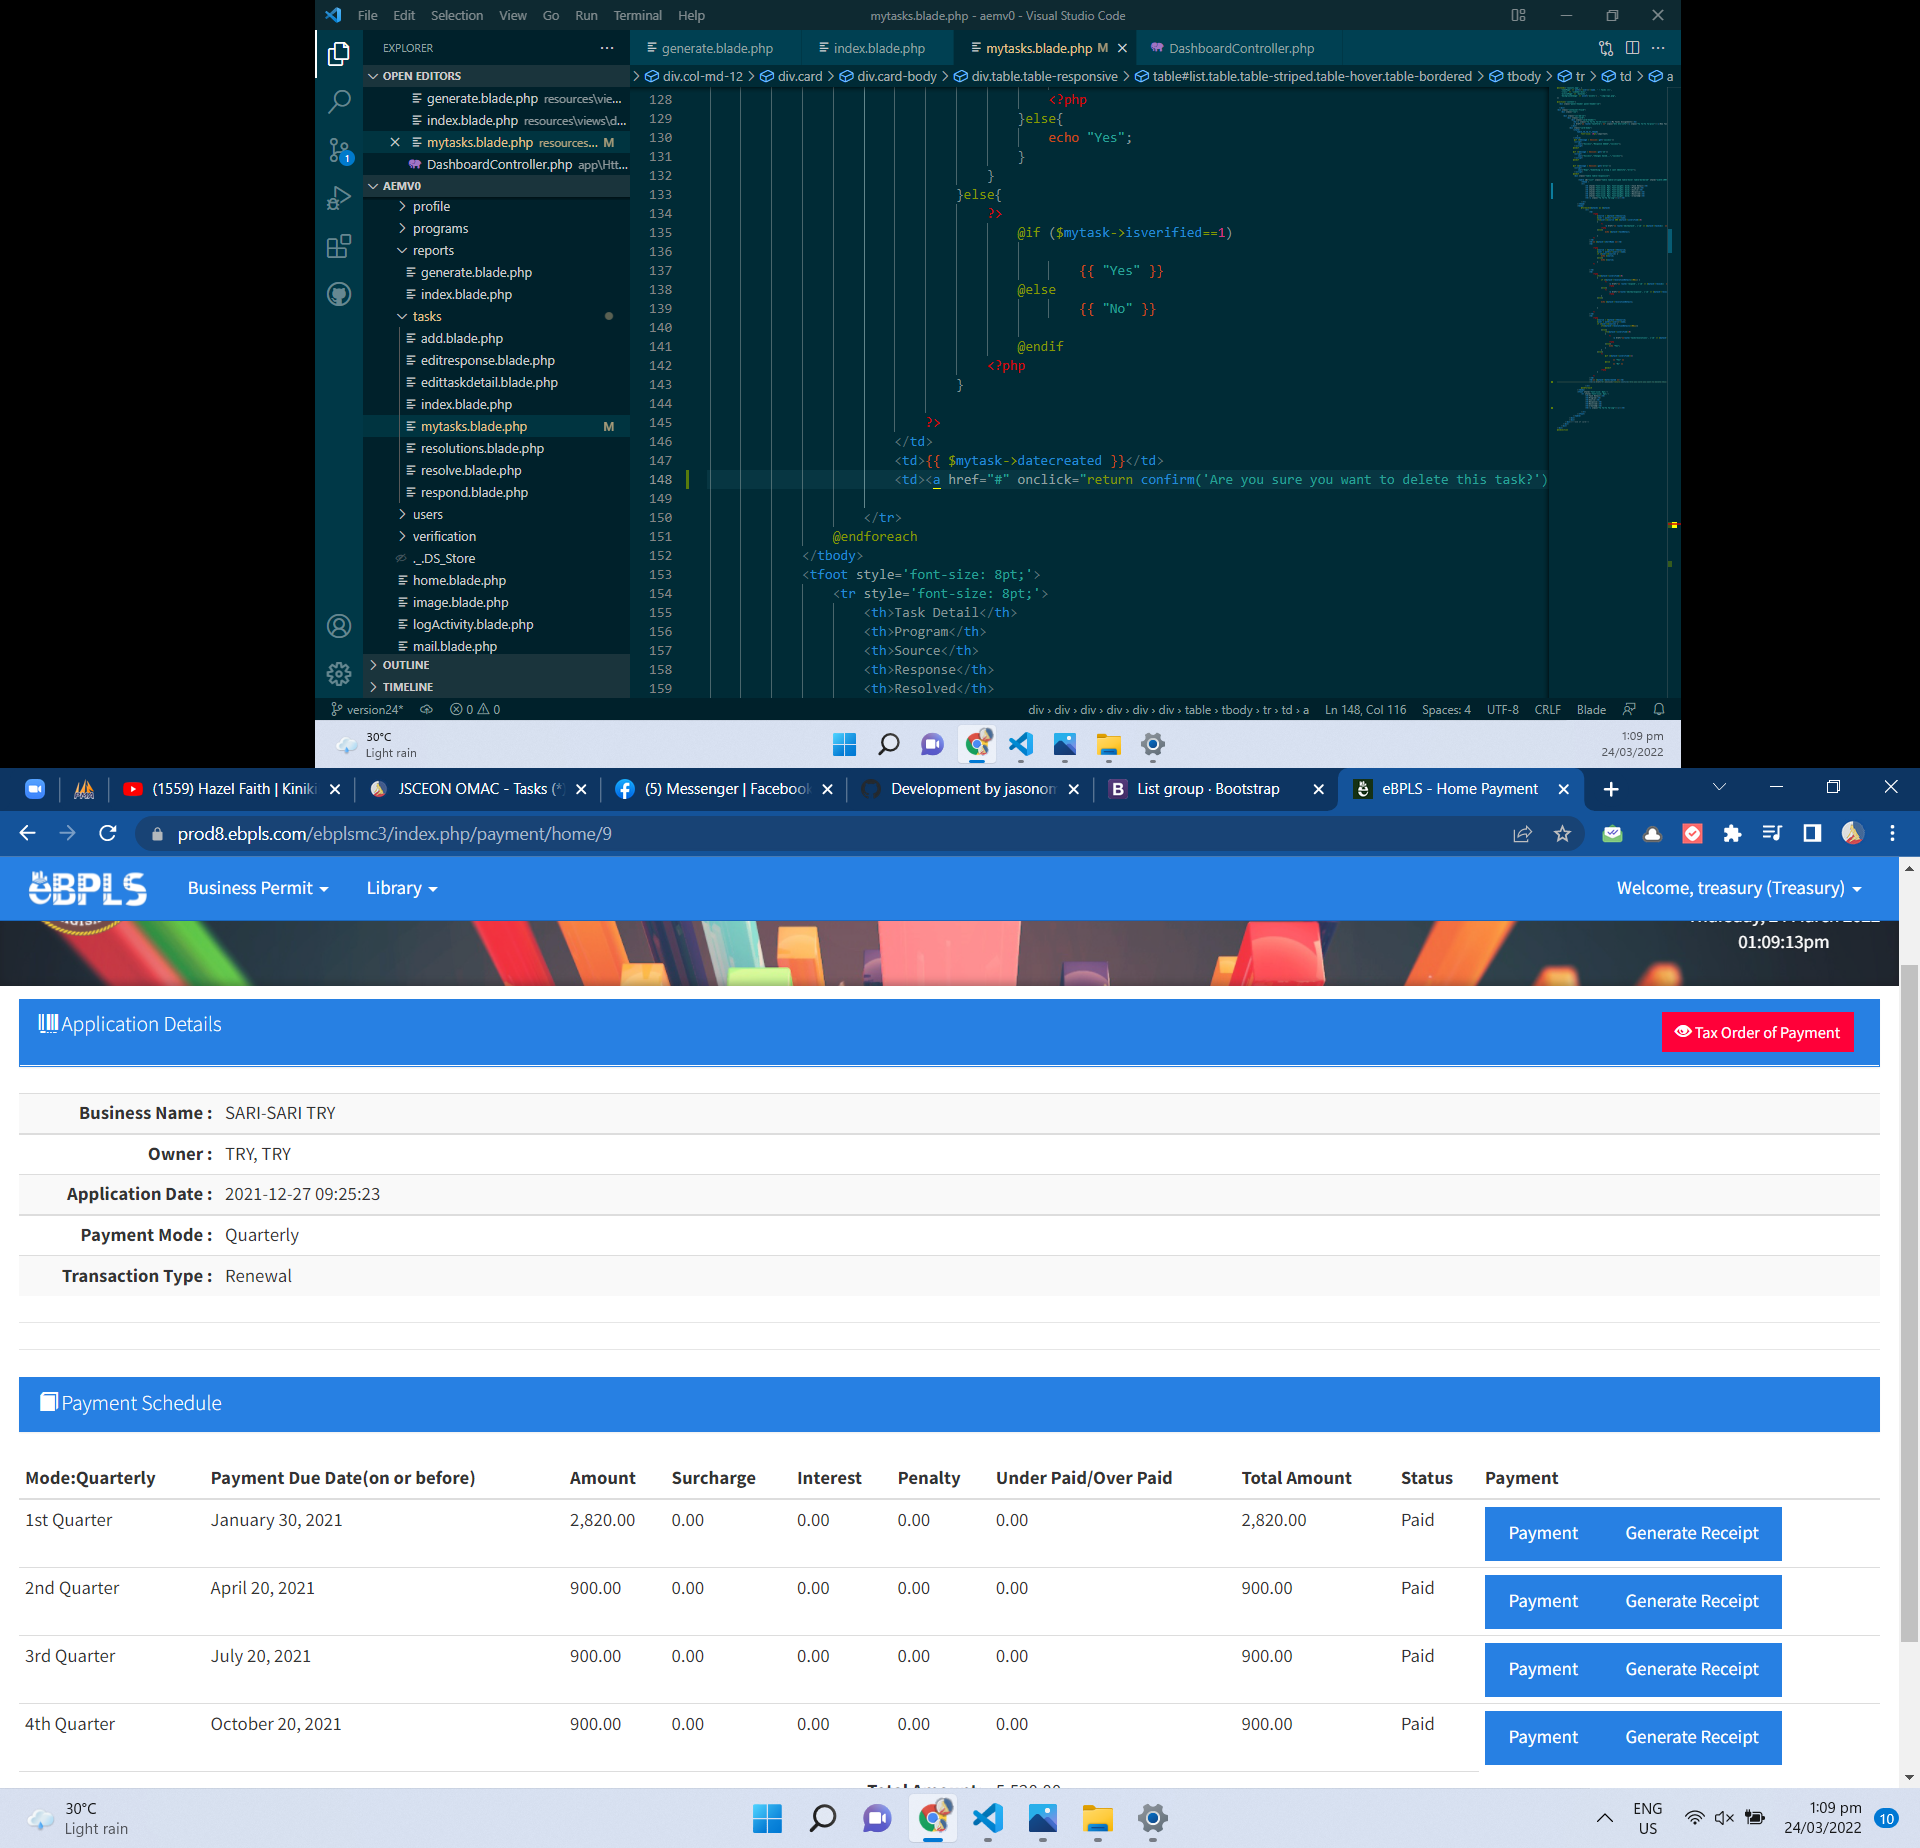 File Edit Selection View Go Run Terminal Help mytasks.blade.php - aemv0 - Visual Studio Code
EXPLORER
generate.blade.php index.blade.php mytasks.blade.php M DashboardController.php
div.col-md-12 > div.card > div.card-body > div.table.table-responsive > table#list.table.table-striped.table-hover.table-bordered > tbody > tr > td > a
OPEN EDITORS
generate.blade.php resources\vie...
index.blade.php resources\views\d...
mytasks.blade.php resources... M
DashboardController.php app\Htt...
AEMV0
profile
programs
reports
generate.blade.php
index.blade.php
tasks
add.blade.php
editresponse.blade.php
edittaskdetail.blade.php
index.blade.php
mytasks.blade.php M
resolutions.blade.php
resolve.blade.php
respond.blade.php
users
verification
._.DS_Store
home.blade.php
image.blade.php
logActivity.blade.php
mail.blade.php
OUTLINE
TIMELINE
128 <?php
129 }else{
130 echo "Yes";
131 }
132 }
133 }else{
134 ?>
135 @if ($mytask->isverified==1)
136
137 {{ "Yes" }}
138 @else
139 {{ "No" }}
140
141 @endif
142 <?php
143 }
144
145 ?>
146 </td>
147 <td>{{ $mytask->datecreated }}</td>
148 <td><a href="#" onclick="return confirm('Are you sure you want to delete this task?')
149
150 </tr>
151 @endforeach
152 </tbody>
153 <tfoot style='font-size: 8pt;'>
154 <tr style='font-size: 8pt;'>
155 <th>Task Detail</th>
156 <th>Program</th>
157 <th>Source</th>
158 <th>Response</th>
159 <th>Resolved</th>
version24* 0 0 div › div › div › div › div › div › table › tbody › tr › td › a Ln 148, Col 116 Spaces: 4 UTF-8 CRLF Blade
30°C
Light rain
1:09 pm
24/03/2022
(1559) Hazel Faith | Kiniki JSCEON OMAC - Tasks (*) (5) Messenger | Facebook Development by jasonom List group · Bootstrap eBPLS - Home Payment
prod8.ebpls.com/ebplsmc3/index.php/payment/home/9
eBPLS Business Permit Library Welcome, treasury (Treasury)
01:09:13pm
Application Details Tax Order of Payment
Business Name : SARI-SARI TRY
Owner : TRY, TRY
Application Date : 2021-12-27 09:25:23
Payment Mode : Quarterly
Transaction Type : Renewal
Payment Schedule
Mode:Quarterly Payment Due Date(on or before) Amount Surcharge Interest Penalty Under Paid/Over Paid Total Amount Status Payment
1st Quarter January 30, 2021 2,820.00 0.00 0.00 0.00 0.00 2,820.00 Paid Payment Generate Receipt
2nd Quarter April 20, 2021 900.00 0.00 0.00 0.00 0.00 900.00 Paid Payment Generate Receipt
3rd Quarter July 20, 2021 900.00 0.00 0.00 0.00 0.00 900.00 Paid Payment Generate Receipt
4th Quarter October 20, 2021 900.00 0.00 0.00 0.00 0.00 900.00 Paid Payment Generate Receipt
30°C
Light rain
ENG
US
1:09 pm
24/03/2022
10